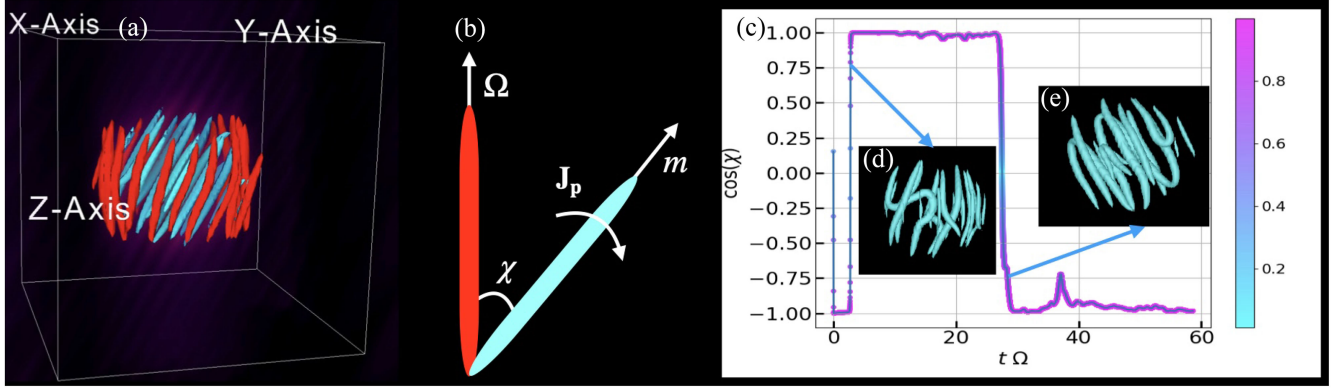 X-Axis
(a)
Y-Axis
Z-Axis
(b)
Ω
m
J_p
χ
(c)
1.00
0.75
0.50
0.25
0.00
−0.25
−0.50
−0.75
−1.00
cos(χ)
0
20
40
60
t Ω
(d)
(e)
0.8
0.6
0.4
0.2